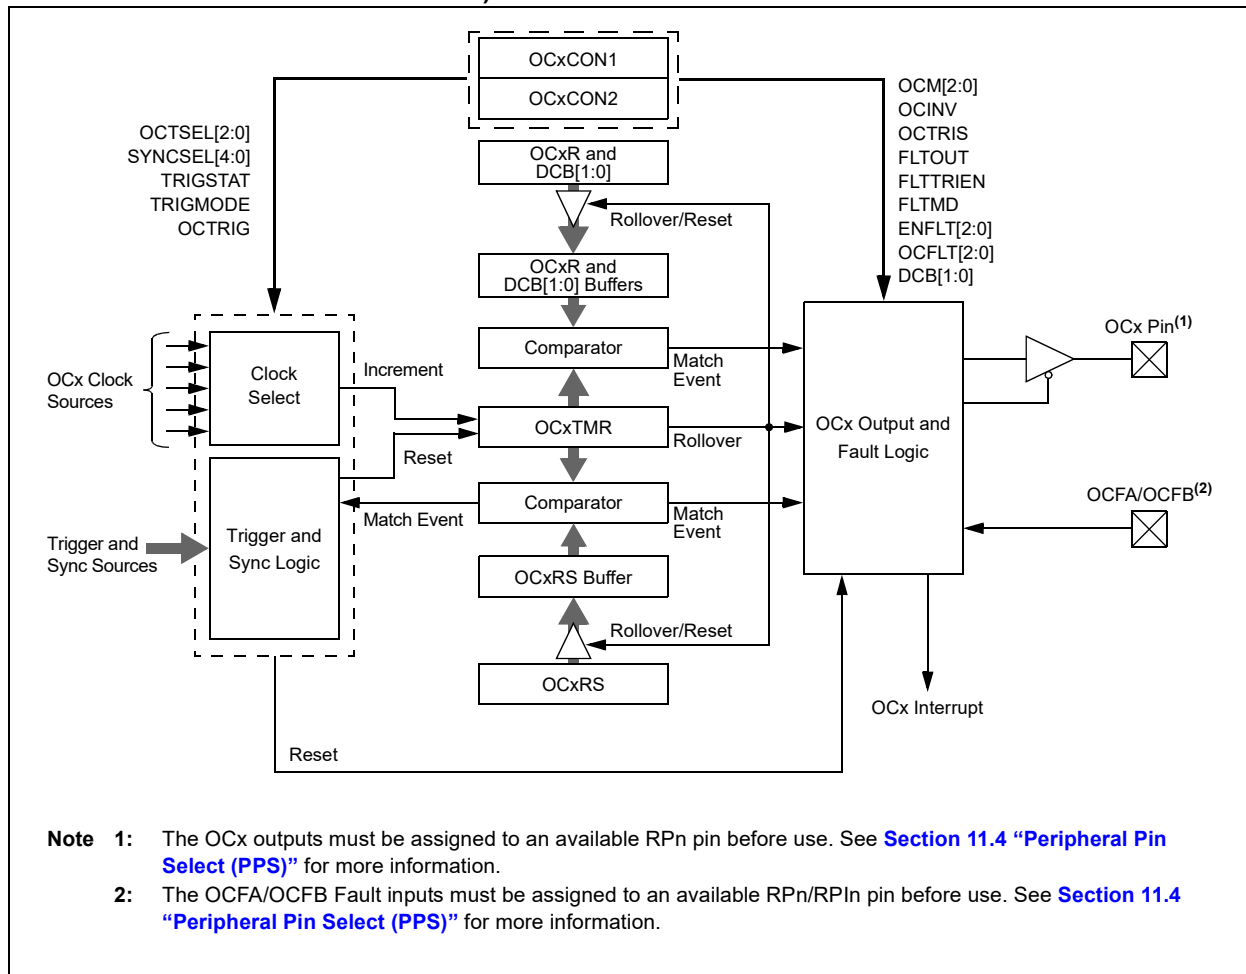 OCxCON1
OCxCON2
OCTSEL[2:0]
SYNCSEL[4:0]
TRIGSTAT
TRIGMODE
OCTRIG
OCM[2:0]
OCINV
OCTRIS
FLTOUT
FLTTRIEN
FLTMD
ENFLT[2:0]
OCFLT[2:0]
DCB[1:0]
OCxR and
DCB[1:0]
Rollover/Reset
OCxR and
DCB[1:0] Buffers
Comparator
Match
Event
OCx Clock
Sources
Clock
Select
Increment
OCxTMR
Rollover
Reset
OCx Output and
Fault Logic
OCx Pin(1)
OCFA/OCFB(2)
Trigger and
Sync Sources
Trigger and
Sync Logic
Match Event
Comparator
Match
Event
OCxRS Buffer
Rollover/Reset
OCxRS
OCx Interrupt
Reset
Note 1: The OCx outputs must be assigned to an available RPn pin before use. See Section 11.4 “Peripheral Pin
Select (PPS)” for more information.
2: The OCFA/OCFB Fault inputs must be assigned to an available RPn/RPIn pin before use. See Section 11.4
“Peripheral Pin Select (PPS)” for more information.